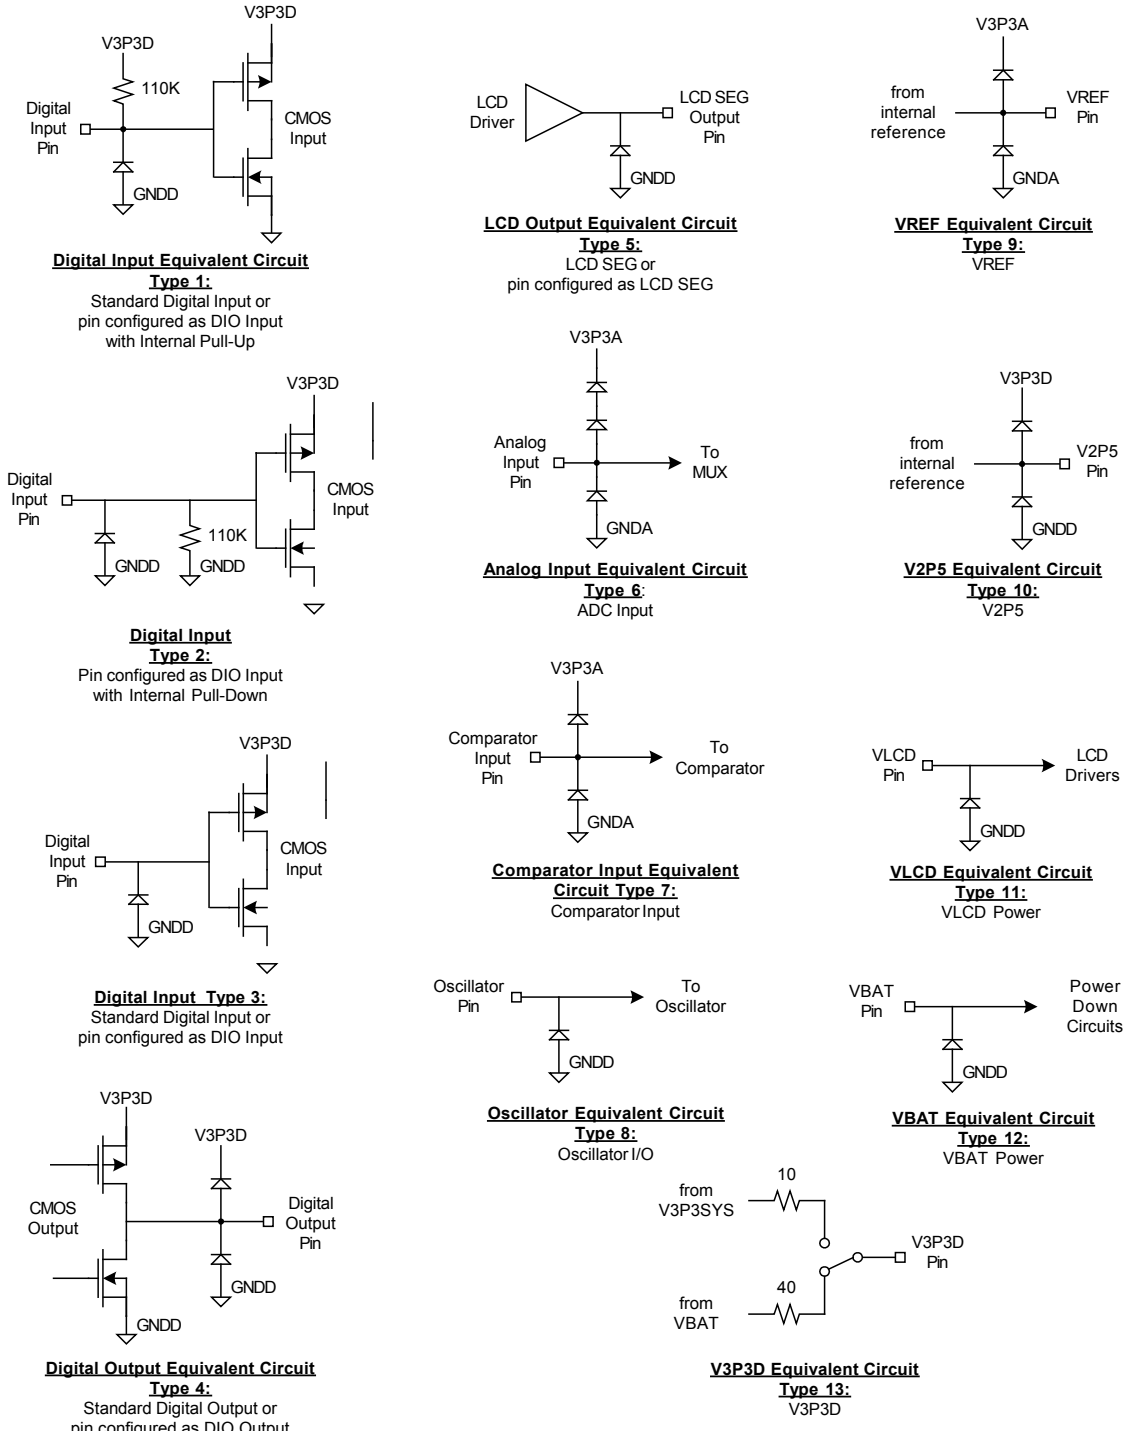 V3P3D
V3P3D
110K
Digital
Input
Pin
CMOS
Input
GNDD
Digital Input Equivalent Circuit
Type 1:
Standard Digital Input or
pin configured as DIO Input
with Internal Pull-Up
V3P3D
Digital
Input
Pin
CMOS
Input
110K
GNDD
GNDD
Digital Input
Type 2:
Pin configured as DIO Input
with Internal Pull-Down
V3P3D
Digital
Input
Pin
CMOS
Input
GNDD
Digital Input Type 3:
Standard Digital Input or
pin configured as DIO Input
V3P3D
V3P3D
CMOS
Output
Digital
Output
Pin
GNDD
GNDD
Digital Output Equivalent Circuit
Type 4:
Standard Digital Output or
pin configured as DIO Output
LCD
Driver
LCD SEG
Output
Pin
GNDD
LCD Output Equivalent Circuit
Type 5:
LCD SEG or
pin configured as LCD SEG
V3P3A
Analog
Input
Pin
To
MUX
GNDA
Analog Input Equivalent Circuit
Type 6:
ADC Input
V3P3A
Comparator
Input
Pin
To
Comparator
GNDA
Comparator Input Equivalent
Circuit Type 7:
Comparator Input
Oscillator
Pin
To
Oscillator
GNDD
Oscillator Equivalent Circuit
Type 8:
Oscillator I/O
V3P3A
from
internal
reference
VREF
Pin
GNDA
VREF Equivalent Circuit
Type 9:
VREF
V3P3D
from
internal
reference
V2P5
Pin
GNDD
V2P5 Equivalent Circuit
Type 10:
V2P5
VLCD
Pin
LCD
Drivers
GNDD
VLCD Equivalent Circuit
Type 11:
VLCD Power
VBAT
Pin
Power
Down
Circuits
GNDD
VBAT Equivalent Circuit
Type 12:
VBAT Power
from
V3P3SYS
10
V3P3D
Pin
from
VBAT
40
V3P3D Equivalent Circuit
Type 13:
V3P3D